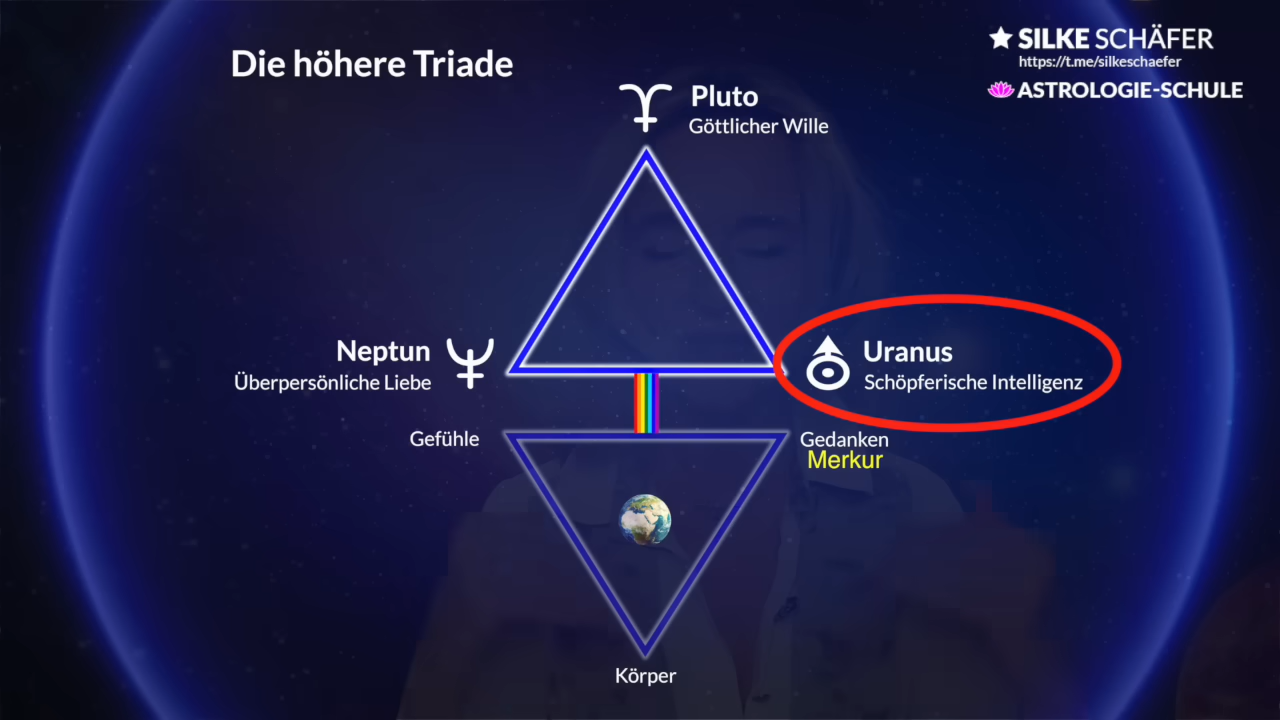 Die höhere Triade
SILKE SCHÄFER
https://t.me/silkeschaefer
ASTROLOGIE-SCHULE
Pluto
Göttlicher Wille
Neptun
Überpersönliche Liebe
Uranus
Schöpferische Intelligenz
Gefühle
Gedanken
Merkur
Körper